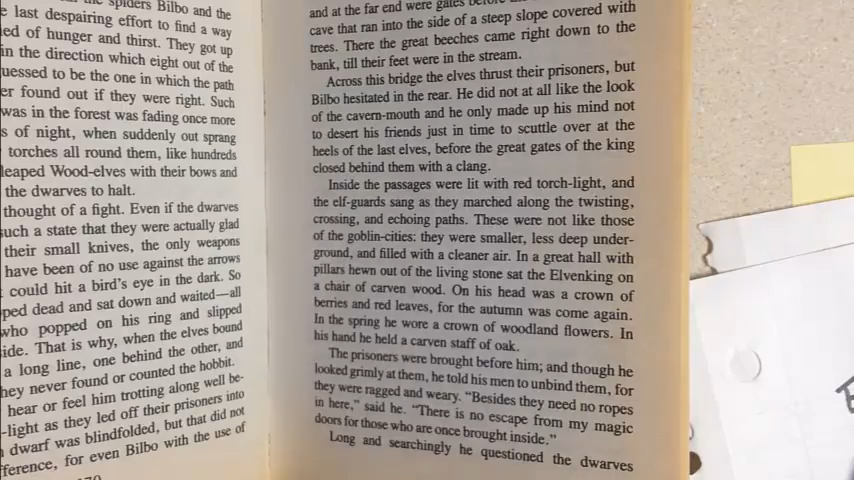 spiders Bilbo and the
last despairing effort to find a way
of hunger and thirst. They got up
in the direction which eight out of the
to be the one in which the path
found out if they were right. Such
was in the forest was fading once more
of night, when suddenly out sprang
torches all round them, like hundreds
leaped Wood-elves with their bows and
the dwarves to halt.
thought of a fight. Even if the dwarves
such a state that they were actually glad
their small knives, the only weapons
have been of no use against the arrows
could hit a bird's eye in the dark. So
dead and sat down and waited—all
who popped on his ring and slipped
That is why, when the elves bound
a long line, one behind the other, and
they never found or counted the hobbit.
hear or feel him trotting along well be-
-light as they led off their prisoners into
dwarf was blindfolded, but that did not
for even Bilbo with the use of
and at the far end were gates before
cave that ran into the side of a steep slope covered with
trees. There the great beeches came right down to the
bank, till their feet were in the stream.
Across this bridge the elves thrust their prisoners, but
Bilbo hesitated in the rear. He did not at all like the look
of the cavern-mouth and he only made up his mind not
to desert his friends just in time to scuttle over at the
heels of the last elves, before the great gates of the king
closed behind them with a clang.
Inside the passages were lit with red torch-light, and
the elf-guards sang as they marched along the twisting,
crossing, and echoing paths. These were not like those
of the goblin-cities: they were smaller, less deep under-
ground, and filled with a cleaner air. In a great hall with
pillars hewn out of the living stone sat the Elvenking on
a chair of carven wood. On his head was a crown of
berries and red leaves, for the autumn was come again.
In the spring he wore a crown of woodland flowers. In
his hand he held a carven staff of oak.
The prisoners were brought before him; and though he
looked grimly at them, he told his men to unbind them, for
they were ragged and weary. "Besides they need no ropes
in here," said he. "There is no escape from my magic
doors for those who are once brought inside."
Long and searchingly he questioned the dwarves